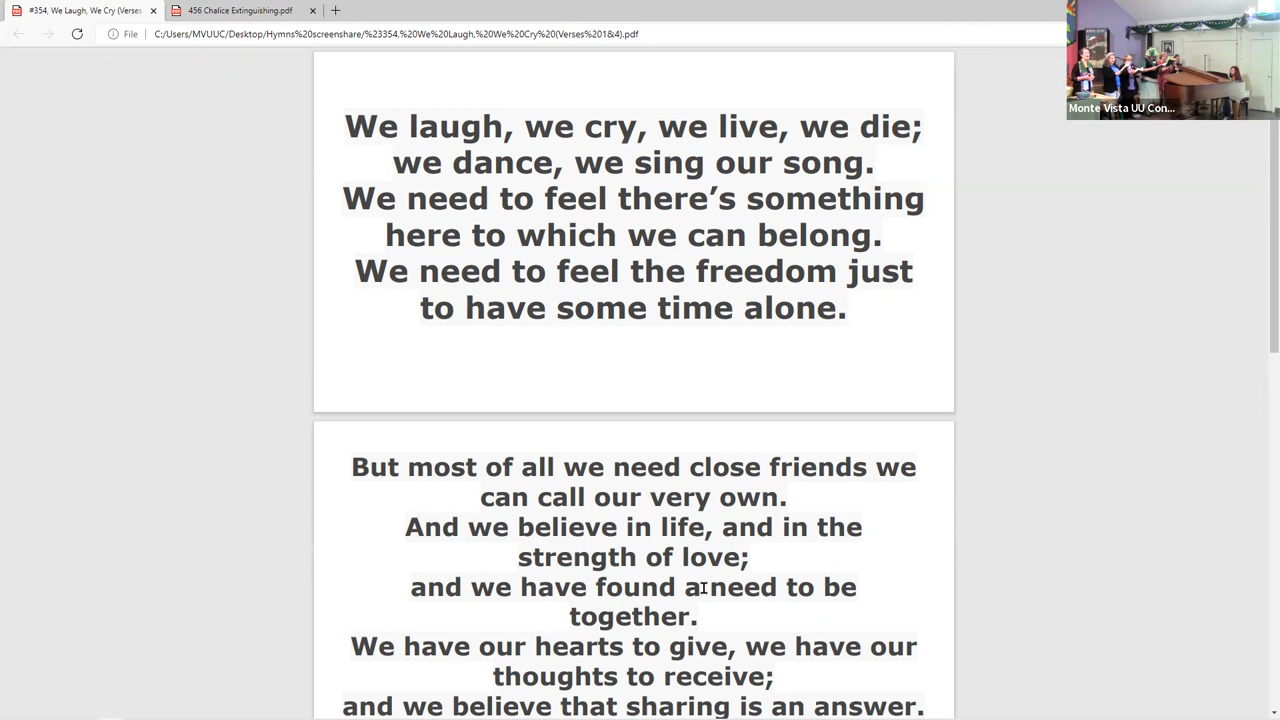 #354, We Laugh, We Cry (Verses
456 Chalice Extinguishing.pdf
File
C:/Users/MVUUC/Desktop/Hymns%20screenshare/%23354.%20We%20Laugh.%20We%20Cry%20(Verses%201&4).pdf
Monte Vista UU Con...
We laugh, we cry, we live, we die;
we dance, we sing our song.
We need to feel there’s something
here to which we can belong.
We need to feel the freedom just
to have some time alone.
But most of all we need close friends we
can call our very own.
And we believe in life, and in the
strength of love;
and we have found a need to be
together.
We have our hearts to give, we have our
thoughts to receive;
and we believe that sharing is an answer.